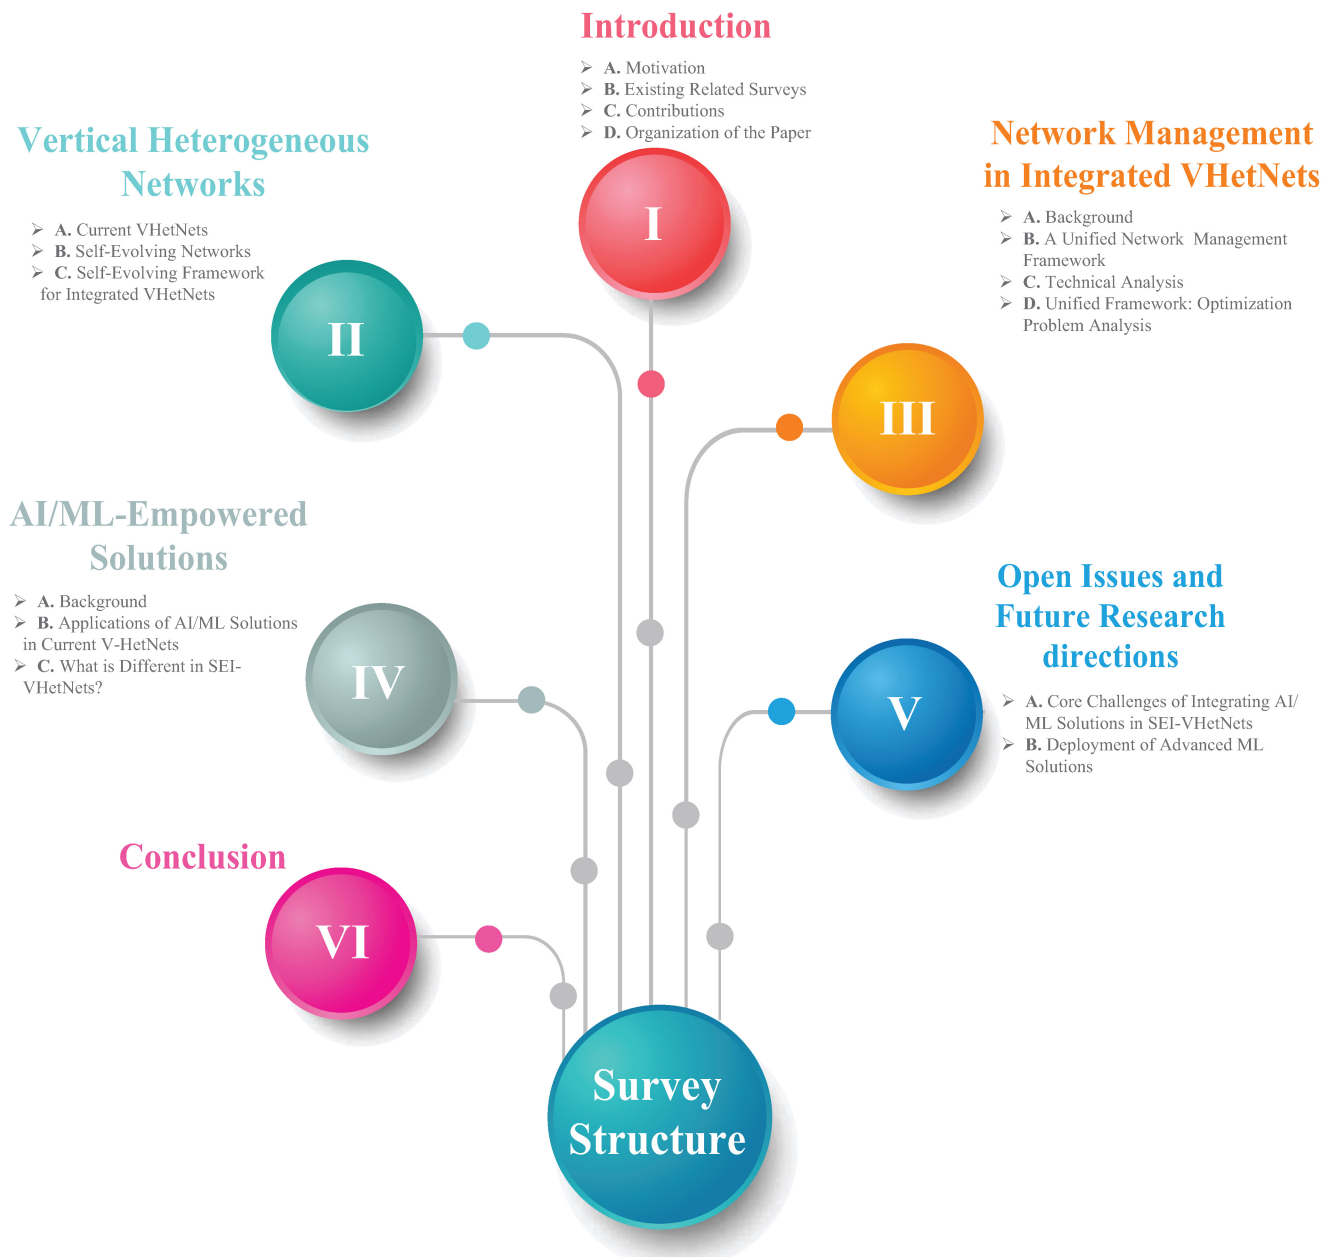 Introduction
➢ A. Motivation
➢ B. Existing Related Surveys
➢ C. Contributions
➢ D. Organization of the Paper
I
Vertical Heterogeneous
Networks
➢ A. Current VHetNets
➢ B. Self-Evolving Networks
➢ C. Self-Evolving Framework
for Integrated VHetNets
II
Network Management
in Integrated VHetNets
➢ A. Background
➢ B. A Unified Network Management
Framework
➢ C. Technical Analysis
➢ D. Unified Framework: Optimization
Problem Analysis
III
AI/ML-Empowered
Solutions
➢ A. Background
➢ B. Applications of AI/ML Solutions
in Current V-HetNets
➢ C. What is Different in SEI-
VHetNets?
IV
Open Issues and
Future Research
directions
➢ A. Core Challenges of Integrating AI/
ML Solutions in SEI-VHetNets
➢ B. Deployment of Advanced ML
Solutions
V
Conclusion
VI
Survey
Structure